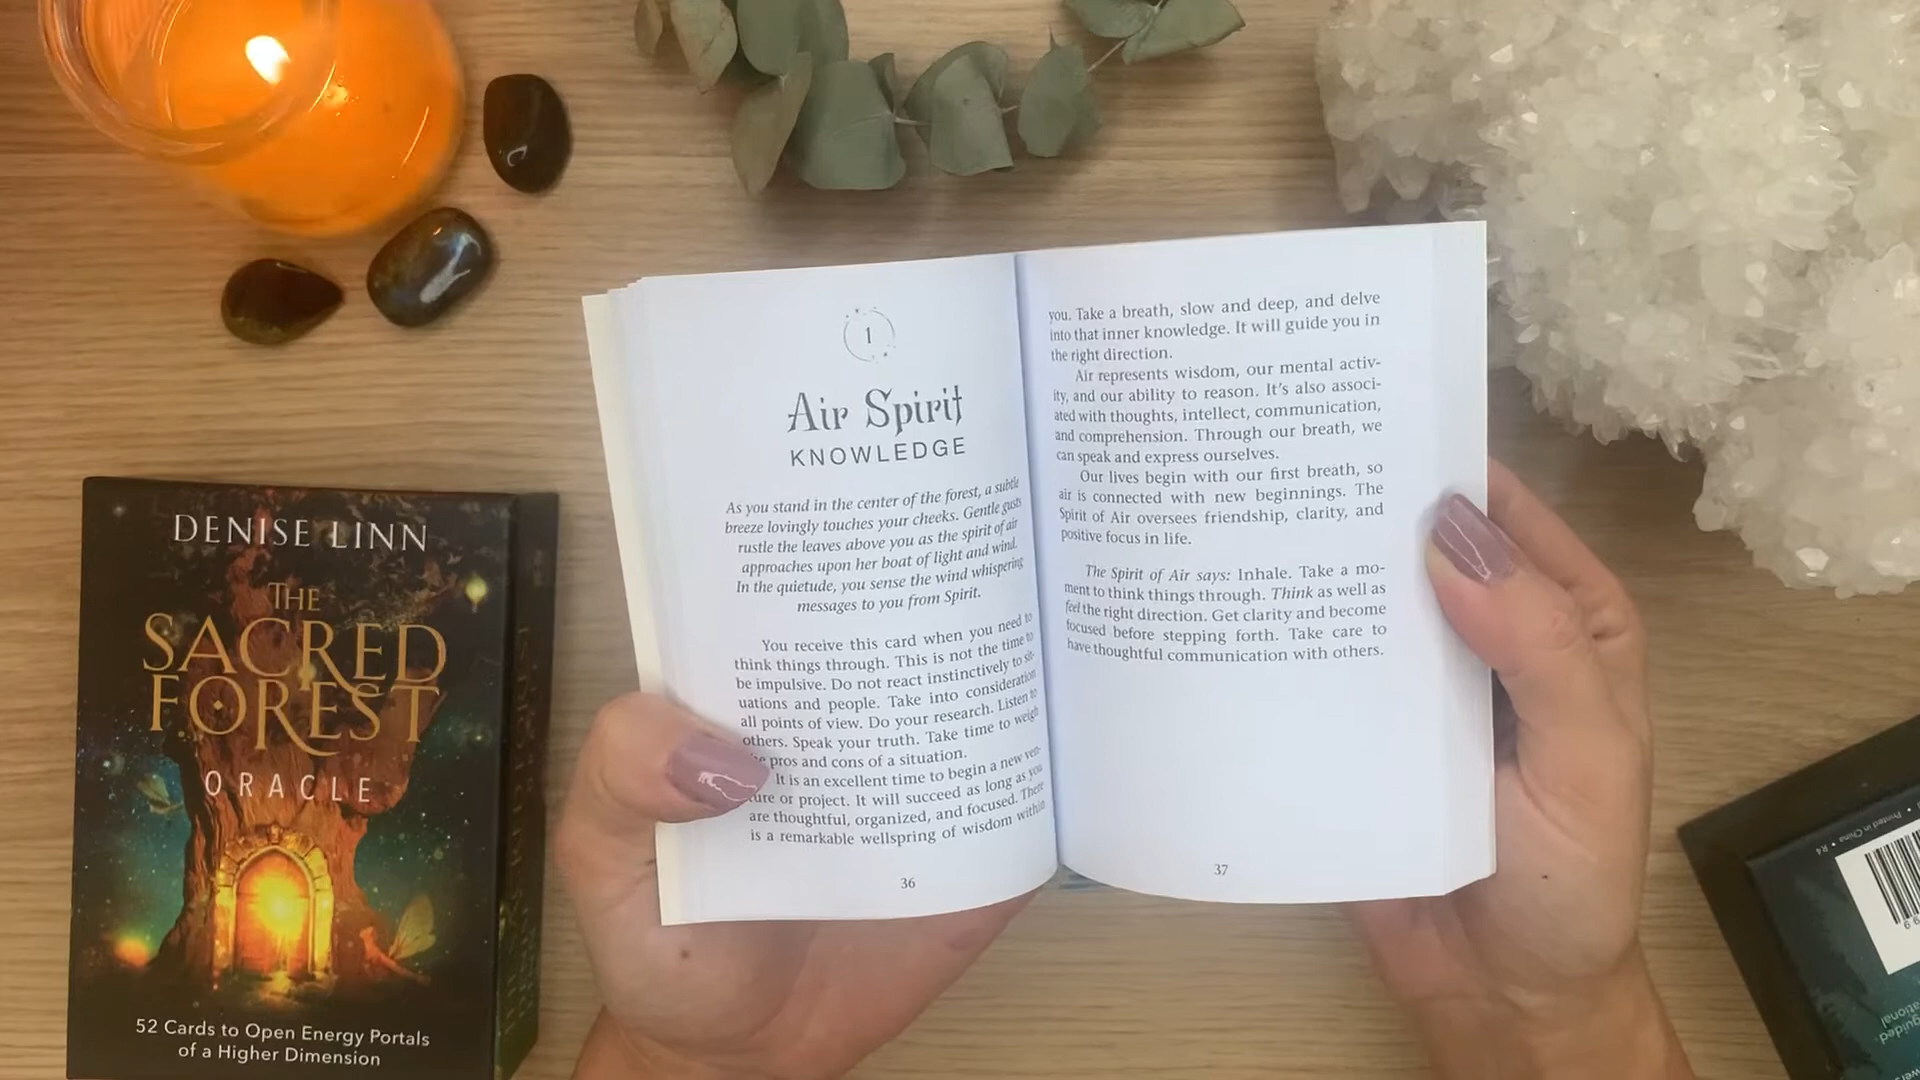 DENISE LINN
THE
SACRED
FOREST
ORACLE
52 Cards to Open Energy Portals
of a Higher Dimension
1
Air Spirit
KNOWLEDGE
As you stand in the center of the forest, a subtle
breeze lovingly touches your cheeks. Gentle gusts
rustle the leaves above you as the spirit of air
approaches upon her boat of light and wind.
In the quietude, you sense the wind whispering
messages to you from Spirit.
You receive this card when you need to
think things through. This is not the time to
be impulsive. Do not react instinctively to sit-
uations and people. Take into consideration
all points of view. Do your research. Listen to
others. Speak your truth. Take time to weigh
pros and cons of a situation.
It is an excellent time to begin a new ven-
ture or project. It will succeed as long as you
are thoughtful, organized, and focused. There
is a remarkable wellspring of wisdom within
36
you. Take a breath, slow and deep, and delve
into that inner knowledge. It will guide you in
the right direction.
Air represents wisdom, our mental activ-
ity, and our ability to reason. It's also associ-
ated with thoughts, intellect, communication,
and comprehension. Through our breath, we
can speak and express ourselves.
Our lives begin with our first breath, so
air is connected with new beginnings. The
Spirit of Air oversees friendship, clarity, and
positive focus in life.
The Spirit of Air says: Inhale. Take a mo-
ment to think things through. Think as well as
feel the right direction. Get clarity and become
focused before stepping forth. Take care to
have thoughtful communication with others.
37
Printed in China • R4
guided